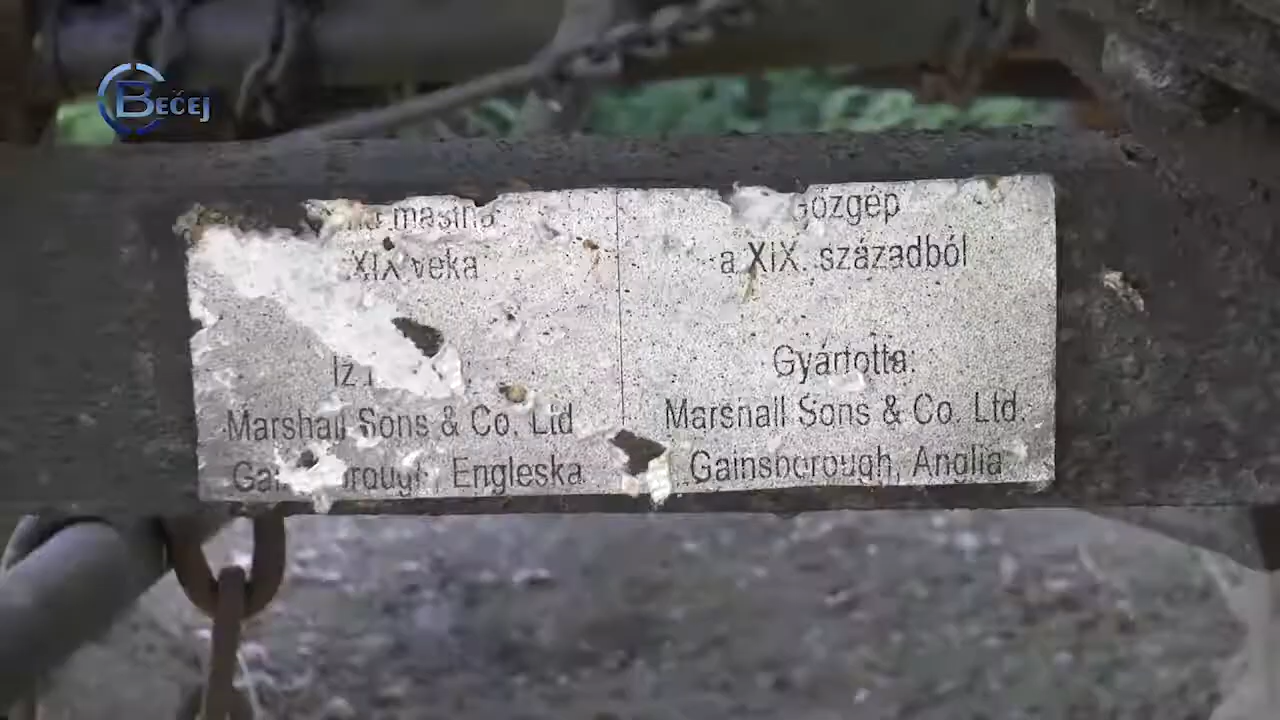 BEČEJ
mašina
XIX veka
Marshall Sons & Co. Ltd
Engleska
Gőzgép
a XIX. századból
Gyártotta:
Marshall Sons & Co. Ltd.
Gainsborough, Anglia